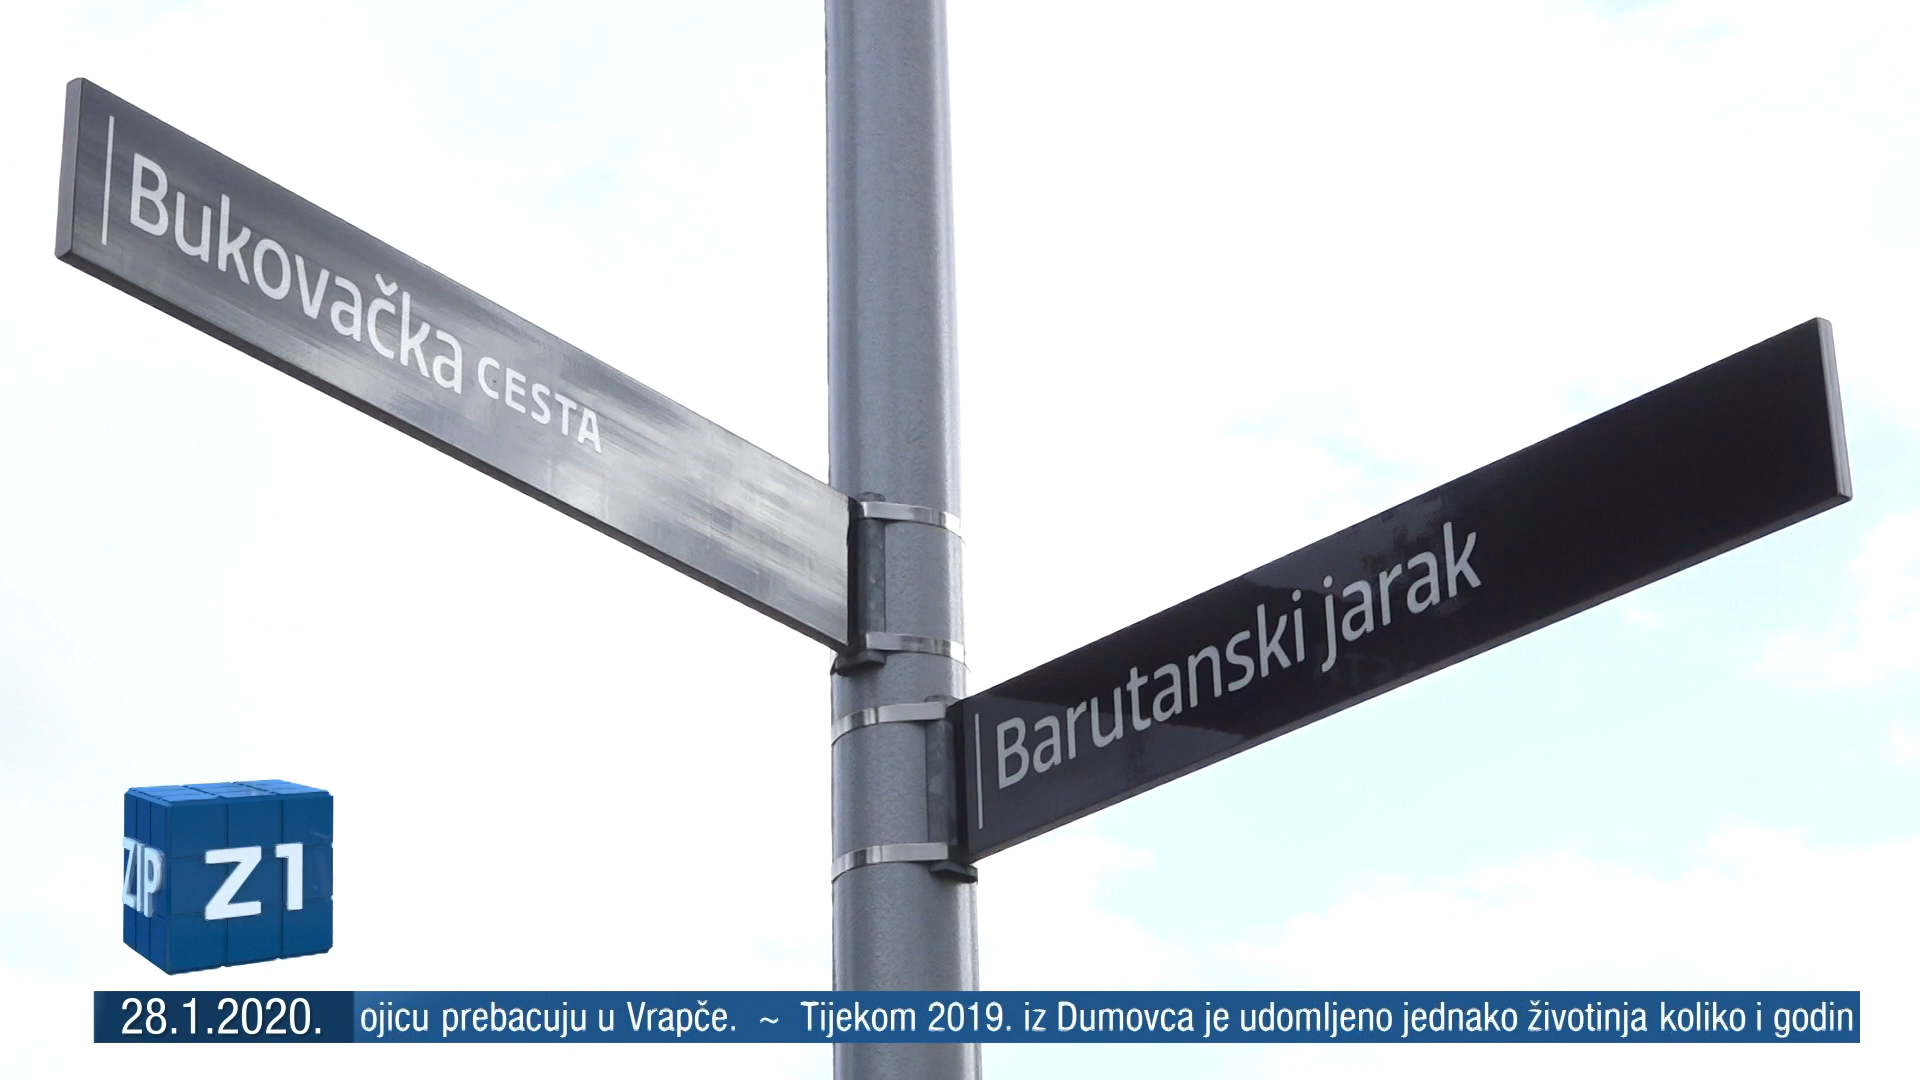 Bukovačka CESTA
Barutanski jarak
ZIP
Z1
28.1.2020.
ojicu prebacuju u Vrapče. ~ Tijekom 2019. iz Dumovca je udomljeno jednako životinja koliko i godin